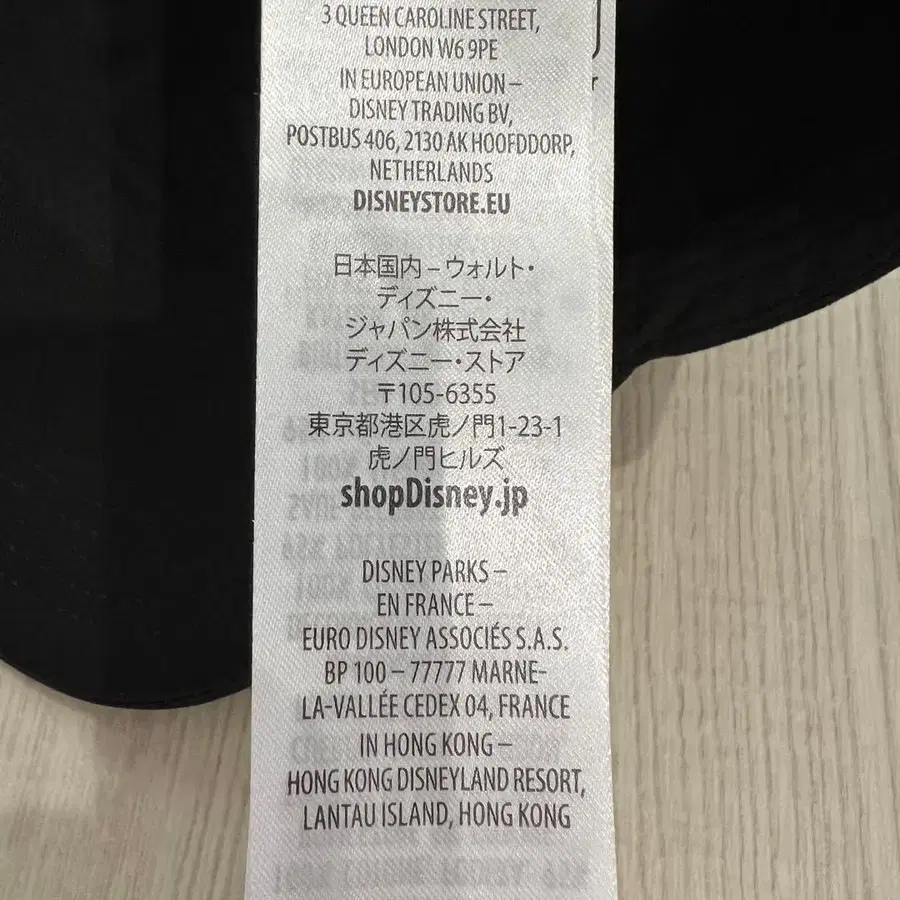 3 QUEEN CAROLINE STREET,
LONDON W6 9PE
IN EUROPEAN UNION –
DISNEY TRADING BV,
POSTBUS 406, 2130 AK HOOFDDORP,
NETHERLANDS
DISNEYSTORE.EU
日本国内 – ウォルト・
ディズニー・
ジャパン株式会社
ディズニー・ストア
〒105-6355
東京都港区虎ノ門1-23-1
虎ノ門ヒルズ
shopDisney.jp
DISNEY PARKS –
EN FRANCE –
EURO DISNEY ASSOCIÉS S.A.S.
BP 100 – 77777 MARNE-
LA-VALLÉE CEDEX 04, FRANCE
IN HONG KONG –
HONG KONG DISNEYLAND RESORT,
LANTAU ISLAND, HONG KONG